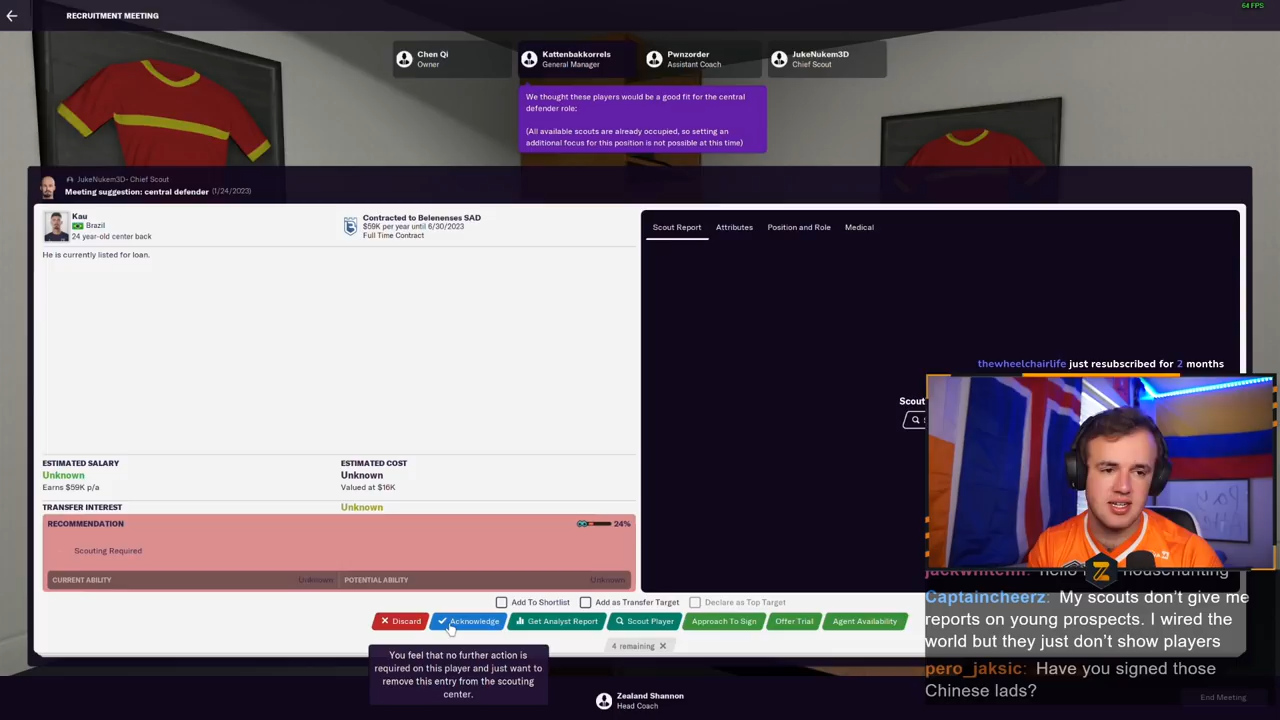 64 FPS
RECRUITMENT MEETING
Chen Qi
Owner
Kattenbakkorrels
General Manager
Pwnzorder
Assistant Coach
JukeNukem3D
Chief Scout
We thought these players would be a good fit for the central
defender role:
(All available scouts are already occupied, so setting an
additional focus for this position is not possible at this time)
JukeNukem3D - Chief Scout
Meeting suggestion: central defender (1/24/2023)
Kau
Brazil
24 year-old center back
Contracted to Belenenses SAD
$59K per year until 6/30/2023
Full Time Contract
He is currently listed for loan.
Scout Report Attributes Position and Role Medical
ESTIMATED SALARY
Unknown
Earns $59K p/a
ESTIMATED COST
Unknown
Valued at $16K
TRANSFER INTEREST
Unknown
RECOMMENDATION
24%
Scouting Required
CURRENT ABILITY Unknown
POTENTIAL ABILITY Unknown
Scout
Add To Shortlist Add as Transfer Target Declare as Top Target
Discard Acknowledge Get Analyst Report Scout Player Approach To Sign Offer Trial Agent Availability
4 remaining
You feel that no further action is
required on this player and just want to
remove this entry from the scouting
center.
Zealand Shannon
Head Coach
End Meeting
thewheelchairlife just resubscribed for 2 months
Captaincheerz: My scouts don't give me
reports on young prospects. I wired the
world but they just don't show players
pero_jaksic: Have you signed those
Chinese lads?